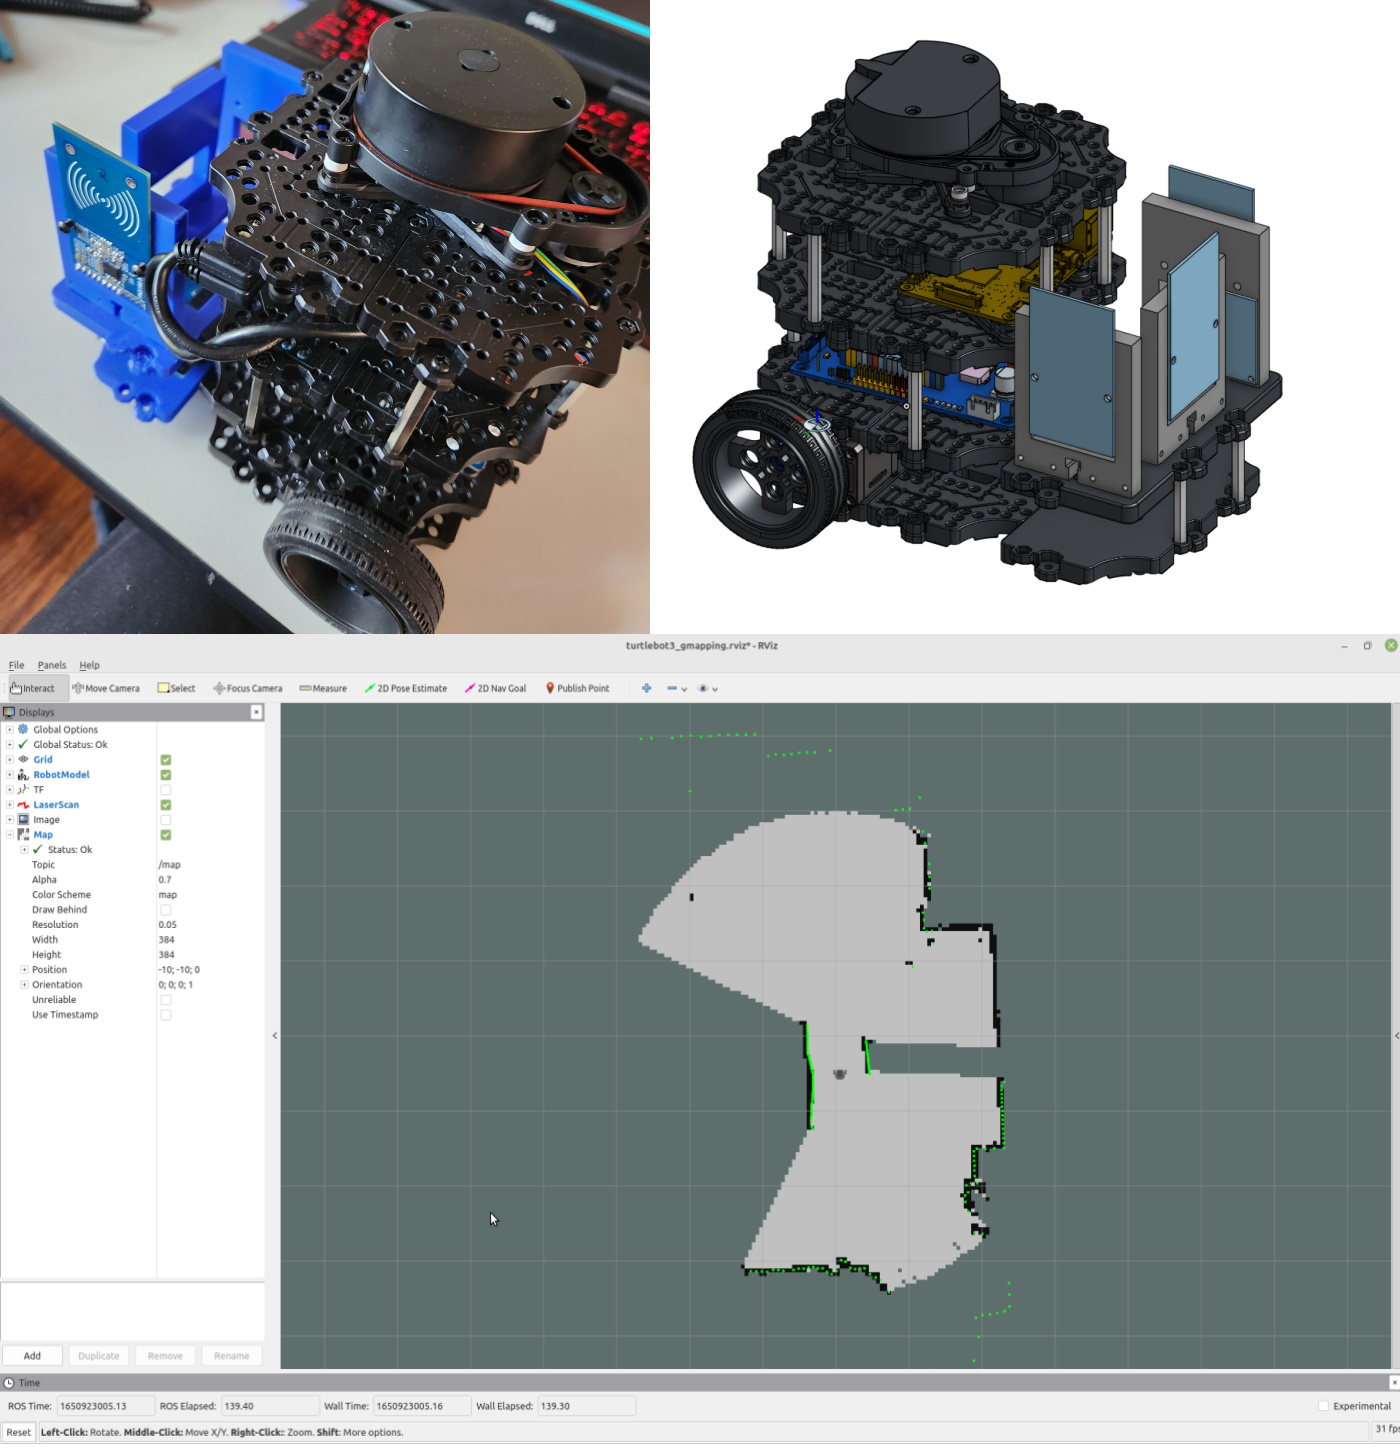 DELL
turtlebot3_gmapping.rviz* - RViz
File Panels Help
Interact Move Camera Select Focus Camera Measure 2D Pose Estimate 2D Nav Goal Publish Point
Displays
Global Options
Global Status: Ok
Grid
RobotModel
TF
LaserScan
Image
Map
Status: Ok
Topic /map
Alpha 0.7
Color Scheme map
Draw Behind
Resolution 0.05
Width 384
Height 384
Position -10; -10; 0
Orientation 0; 0; 0; 1
Unreliable
Use Timestamp
Add Duplicate Remove Rename
Time
ROS Time: 1650923005.13 ROS Elapsed: 139.40 Wall Time: 1650923005.16 Wall Elapsed: 139.30 Experimental
Reset Left-Click: Rotate. Middle-Click: Move X/Y. Right-Click:: Zoom. Shift: More options. 31 fps